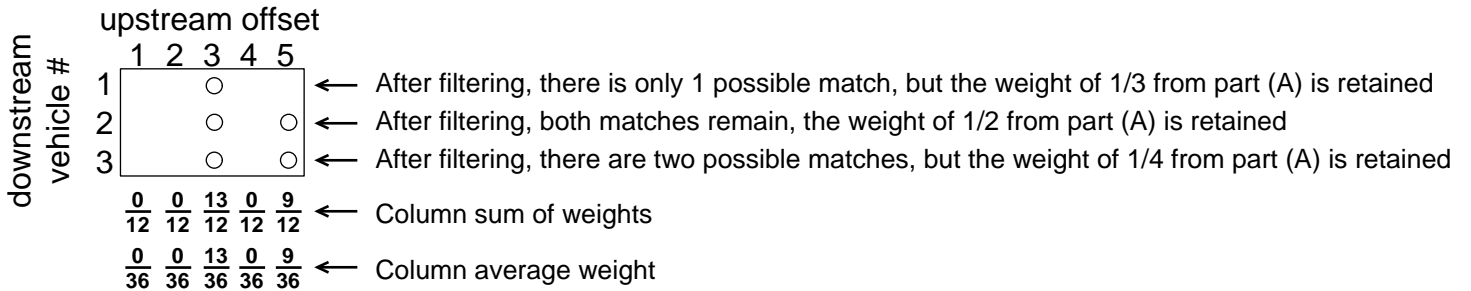 upstream offset
1 2 3 4 5
downstream
vehicle #
1 ← After filtering, there is only 1 possible match, but the weight of 1/3 from part (A) is retained
2 ← After filtering, both matches remain, the weight of 1/2 from part (A) is retained
3 ← After filtering, there are two possible matches, but the weight of 1/4 from part (A) is retained
0/12 0/12 13/12 0/12 9/12 ← Column sum of weights
0/36 0/36 13/36 0/36 9/36 ← Column average weight